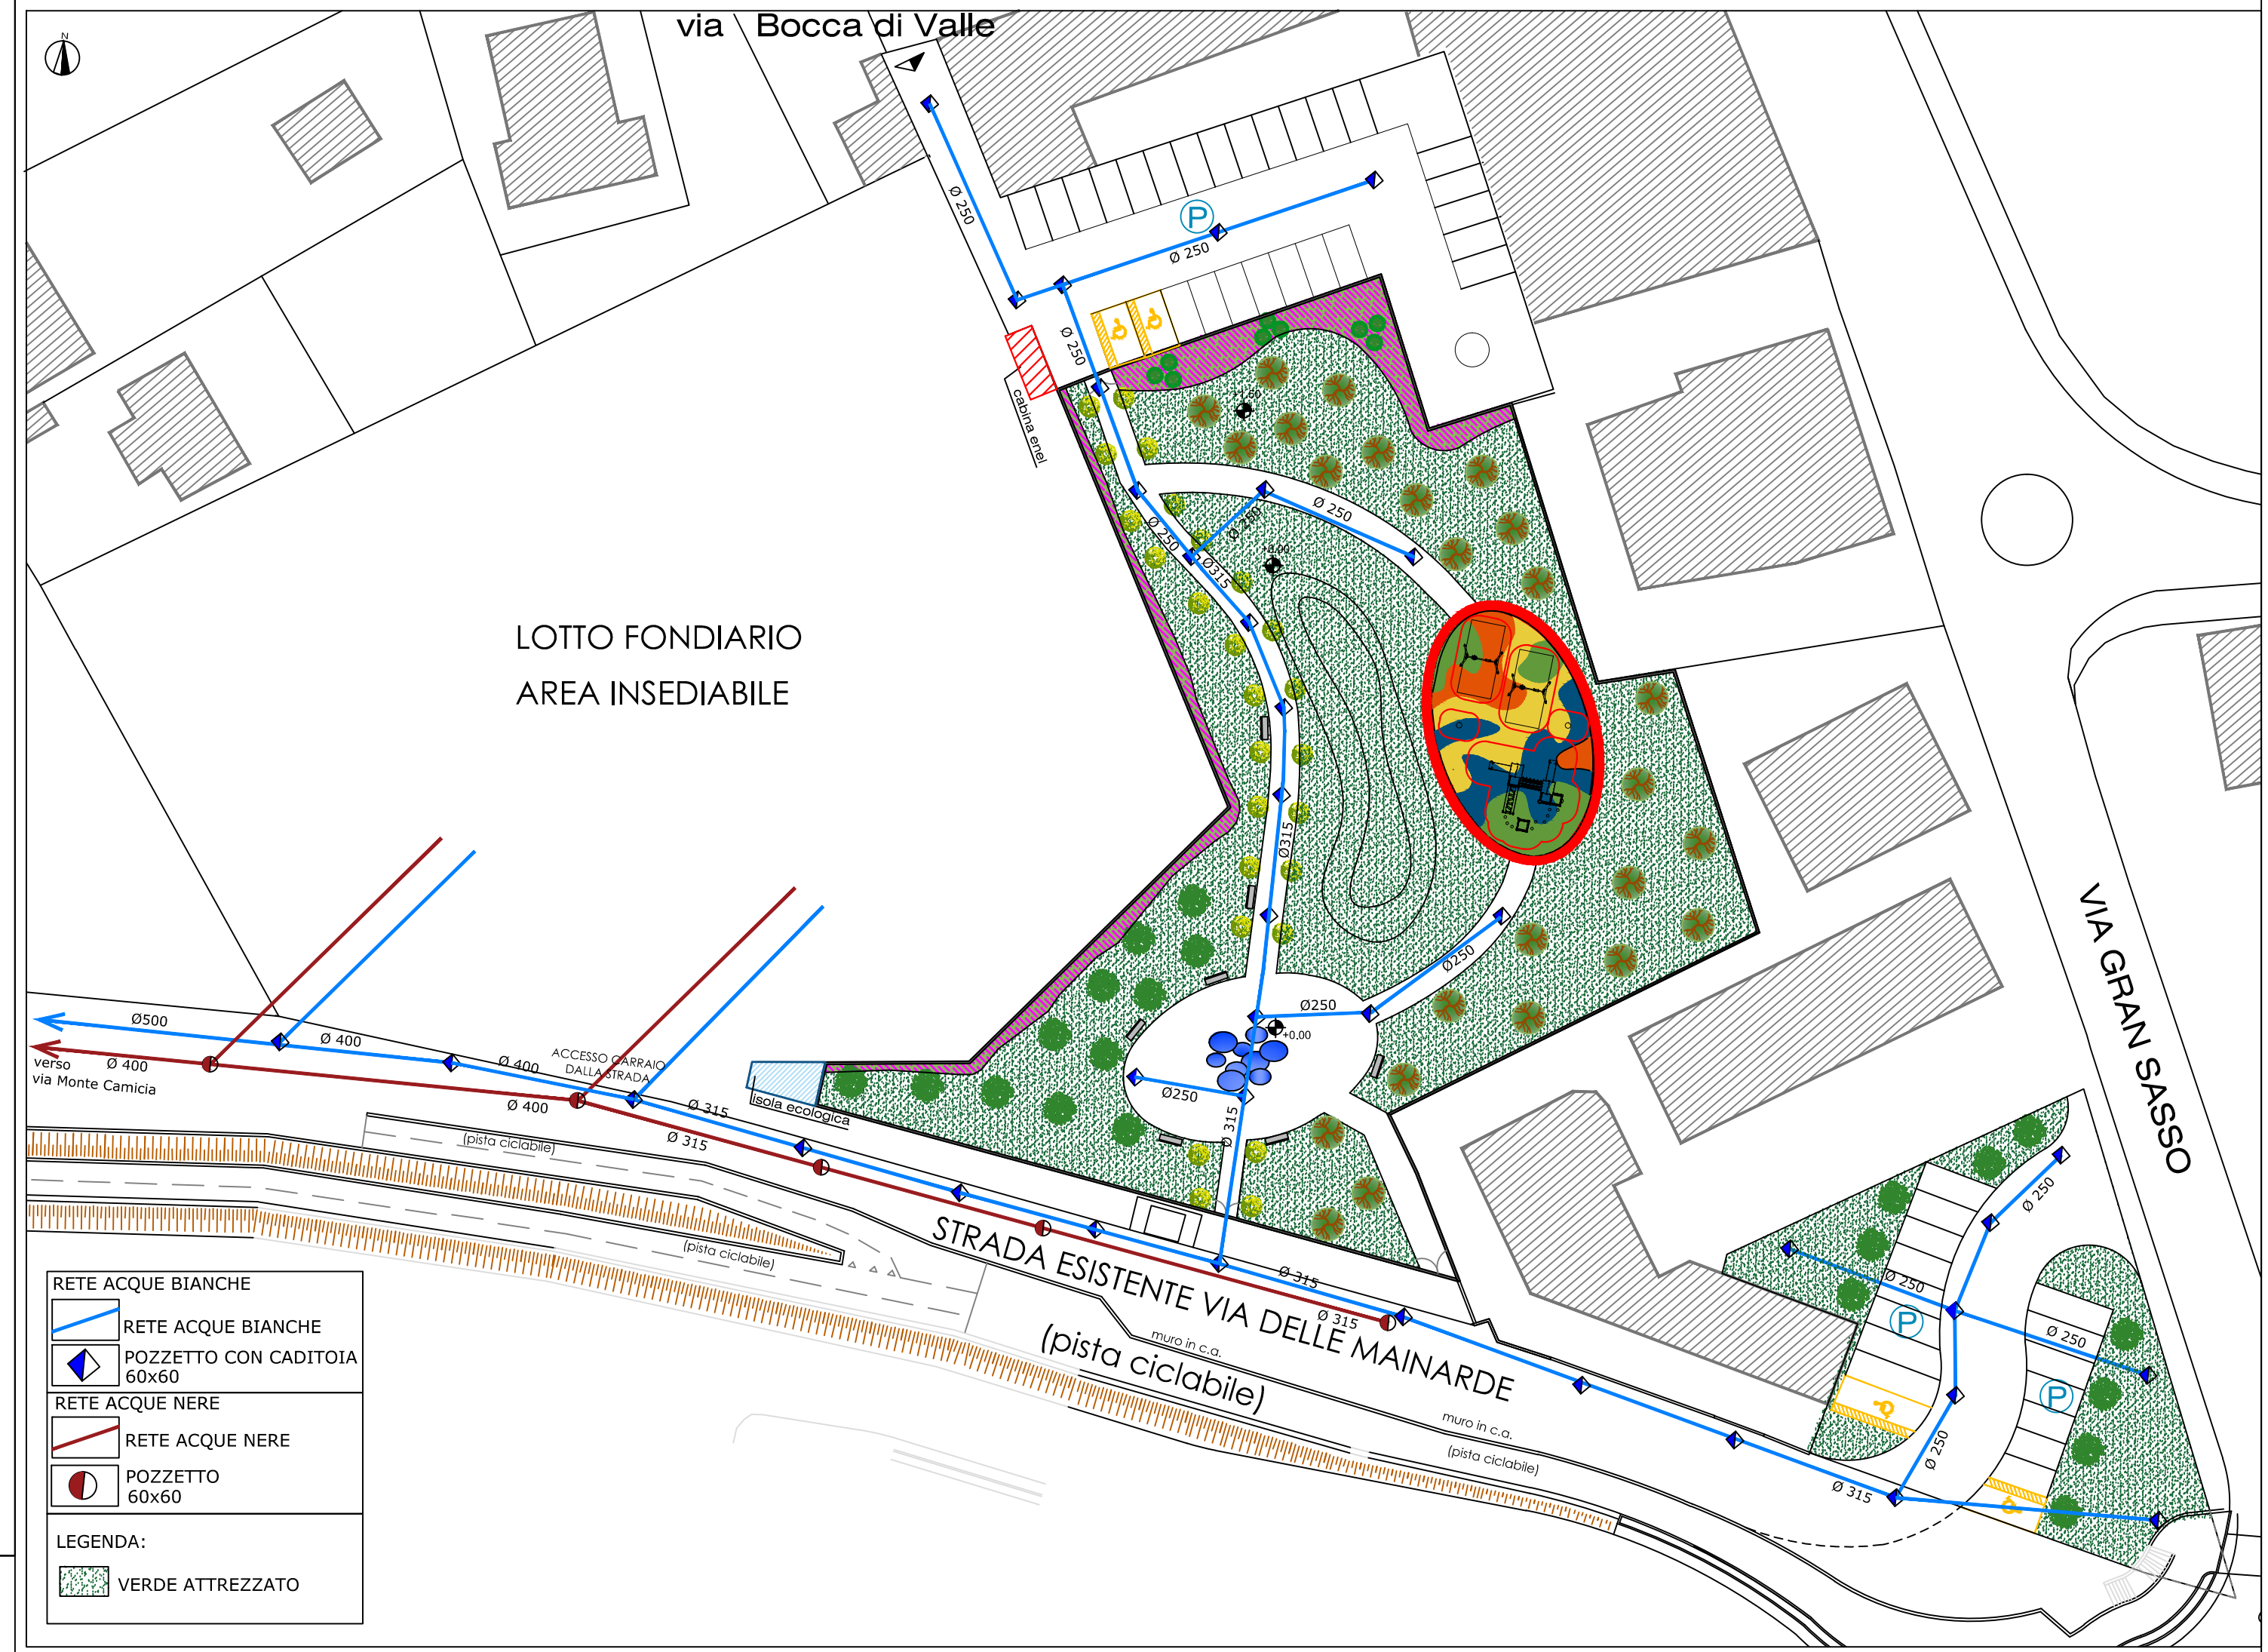 via Bocca di Valle
N
Ø 250
P
Ø 250
Ø 250
cabina enel
Ø 250
Ø 250
Ø 250
Ø315
+0.00
LOTTO FONDIARIO
AREA INSEDIABILE
Ø315
Ø250
Ø250
+0,00
Ø250
Ø 315
VIA GRAN SASSO
Ø500
Ø 400
Ø 400
ACCESSO CARRAIO
DALLA STRADA
verso
via Monte Camicia
Ø 400
Ø 400
Ø 315
Ø 315
isola ecologica
(pista ciclabile)
(pista ciclabile)
STRADA ESISTENTE VIA DELLE MAINARDE
(pista ciclabile)
Ø 315
Ø 315
muro in c.a.
muro in c.a.
(pista ciclabile)
Ø 250
Ø 250
P
Ø 250
P
Ø 250
Ø 315
RETE ACQUE BIANCHE
RETE ACQUE BIANCHE
POZZETTO CON CADITOIA
60x60
RETE ACQUE NERE
RETE ACQUE NERE
POZZETTO
60x60
LEGENDA:
VERDE ATTREZZATO